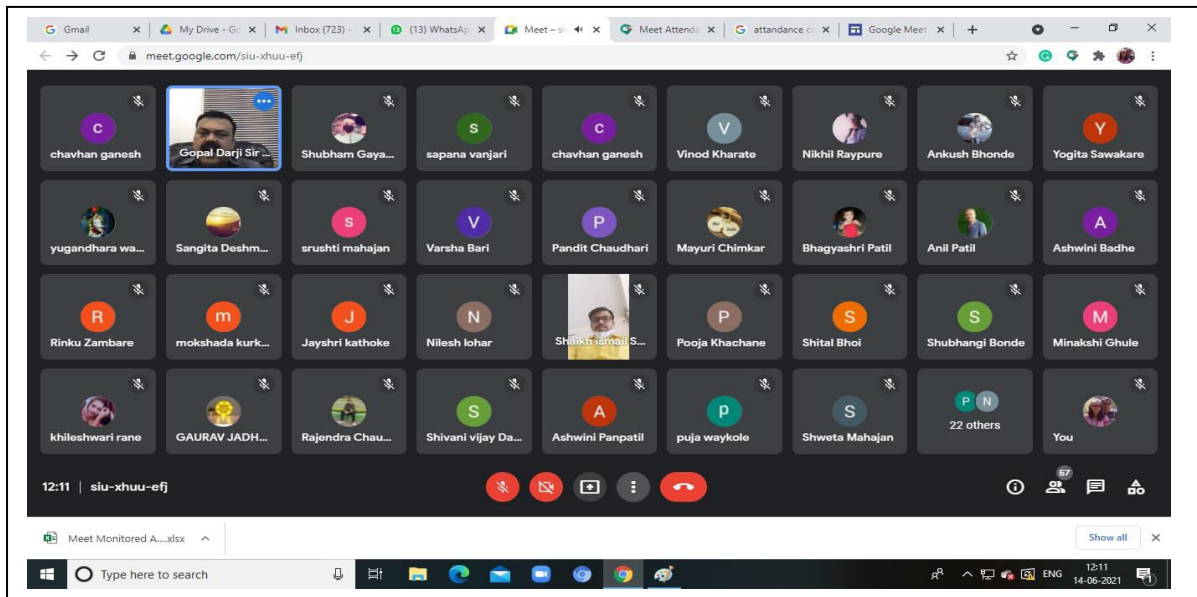 Gmail
My Drive - Go
Inbox (723) -
(13) WhatsAp
Meet – si
Meet Attenda
attandance c
Google Meet
meet.google.com/siu-xhuu-efj
C
chavhan ganesh
Gopal Darji Sir ...
Shubham Gaya...
s
sapana vanjari
C
chavhan ganesh
V
Vinod Kharate
Nikhil Raypure
Ankush Bhonde
Y
Yogita Sawakare
yugandhara wa...
Sangita Deshm...
s
srushti mahajan
V
Varsha Bari
P
Pandit Chaudhari
Mayuri Chimkar
Bhagyashri Patil
Anil Patil
A
Ashwini Badhe
R
Rinku Zambare
m
mokshada kurk...
J
Jayshri kathoke
N
Nilesh lohar
Shaikh ismail S...
P
Pooja Khachane
S
Shital Bhoi
S
Shubhangi Bonde
M
Minakshi Ghule
khileshwari rane
GAURAV JADH...
Rajendra Chau...
S
Shivani vijay Da...
A
Ashwini Panpatil
p
puja waykole
S
Shweta Mahajan
P N
22 others
You
12:11 | siu-xhuu-efj
57
Meet Monitored A....xlsx
Show all
Type here to search
ENG
12:11
14-06-2021